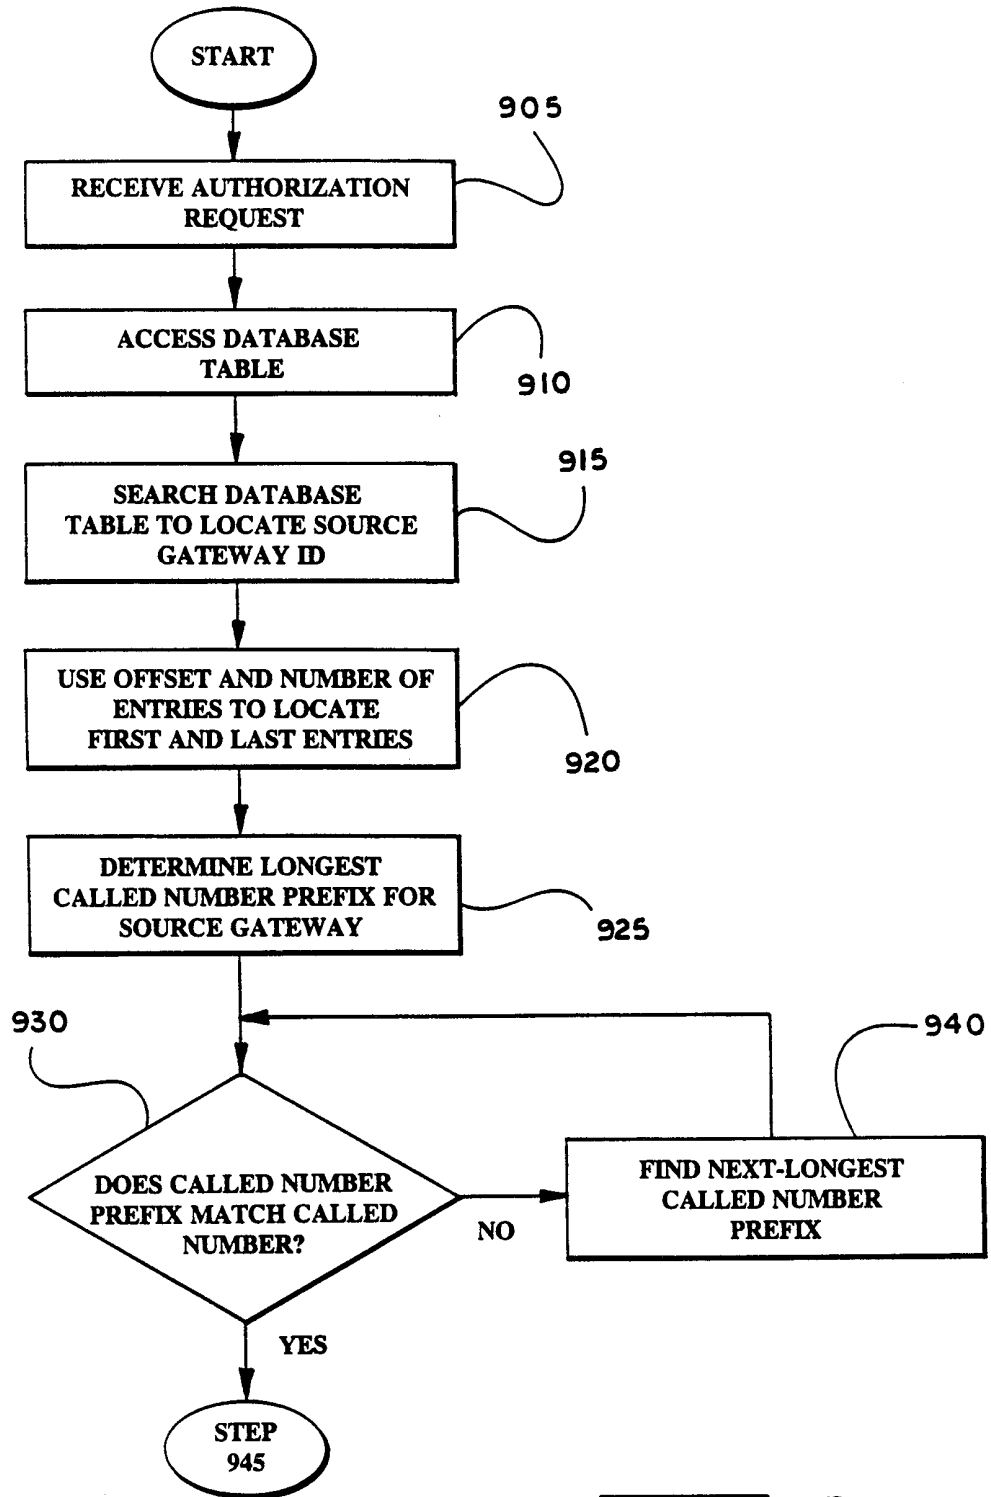 START
905
RECEIVE AUTHORIZATION
REQUEST
ACCESS DATABASE
TABLE
910
915
SEARCH DATABASE
TABLE TO LOCATE SOURCE
GATEWAY ID
USE OFFSET AND NUMBER OF
ENTRIES TO LOCATE
FIRST AND LAST ENTRIES
920
DETERMINE LONGEST
CALLED NUMBER PREFIX FOR
SOURCE GATEWAY
925
930
940
DOES CALLED NUMBER
PREFIX MATCH CALLED
NUMBER?
NO
FIND NEXT-LONGEST
CALLED NUMBER
PREFIX
YES
STEP
945